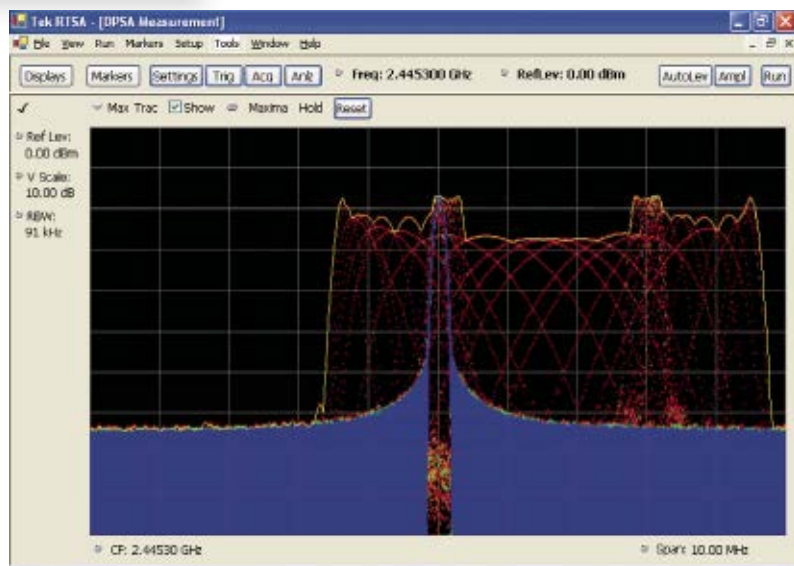 Tek RTSA - [DPSA Measurement]
File View Run Markers Setup Tools Window Help
Displays Markers Settings Trig Acq Anlz Freq: 2.445300 GHz RefLev: 0.00 dBm AutoLev Ampl Run
Max Trac Show Maxima Hold Reset
Ref Lev:
0.00 dBm
V Scale:
10.00 dB
RBW:
91 kHz
CF: 2.44530 GHz Span: 10.00 MHz